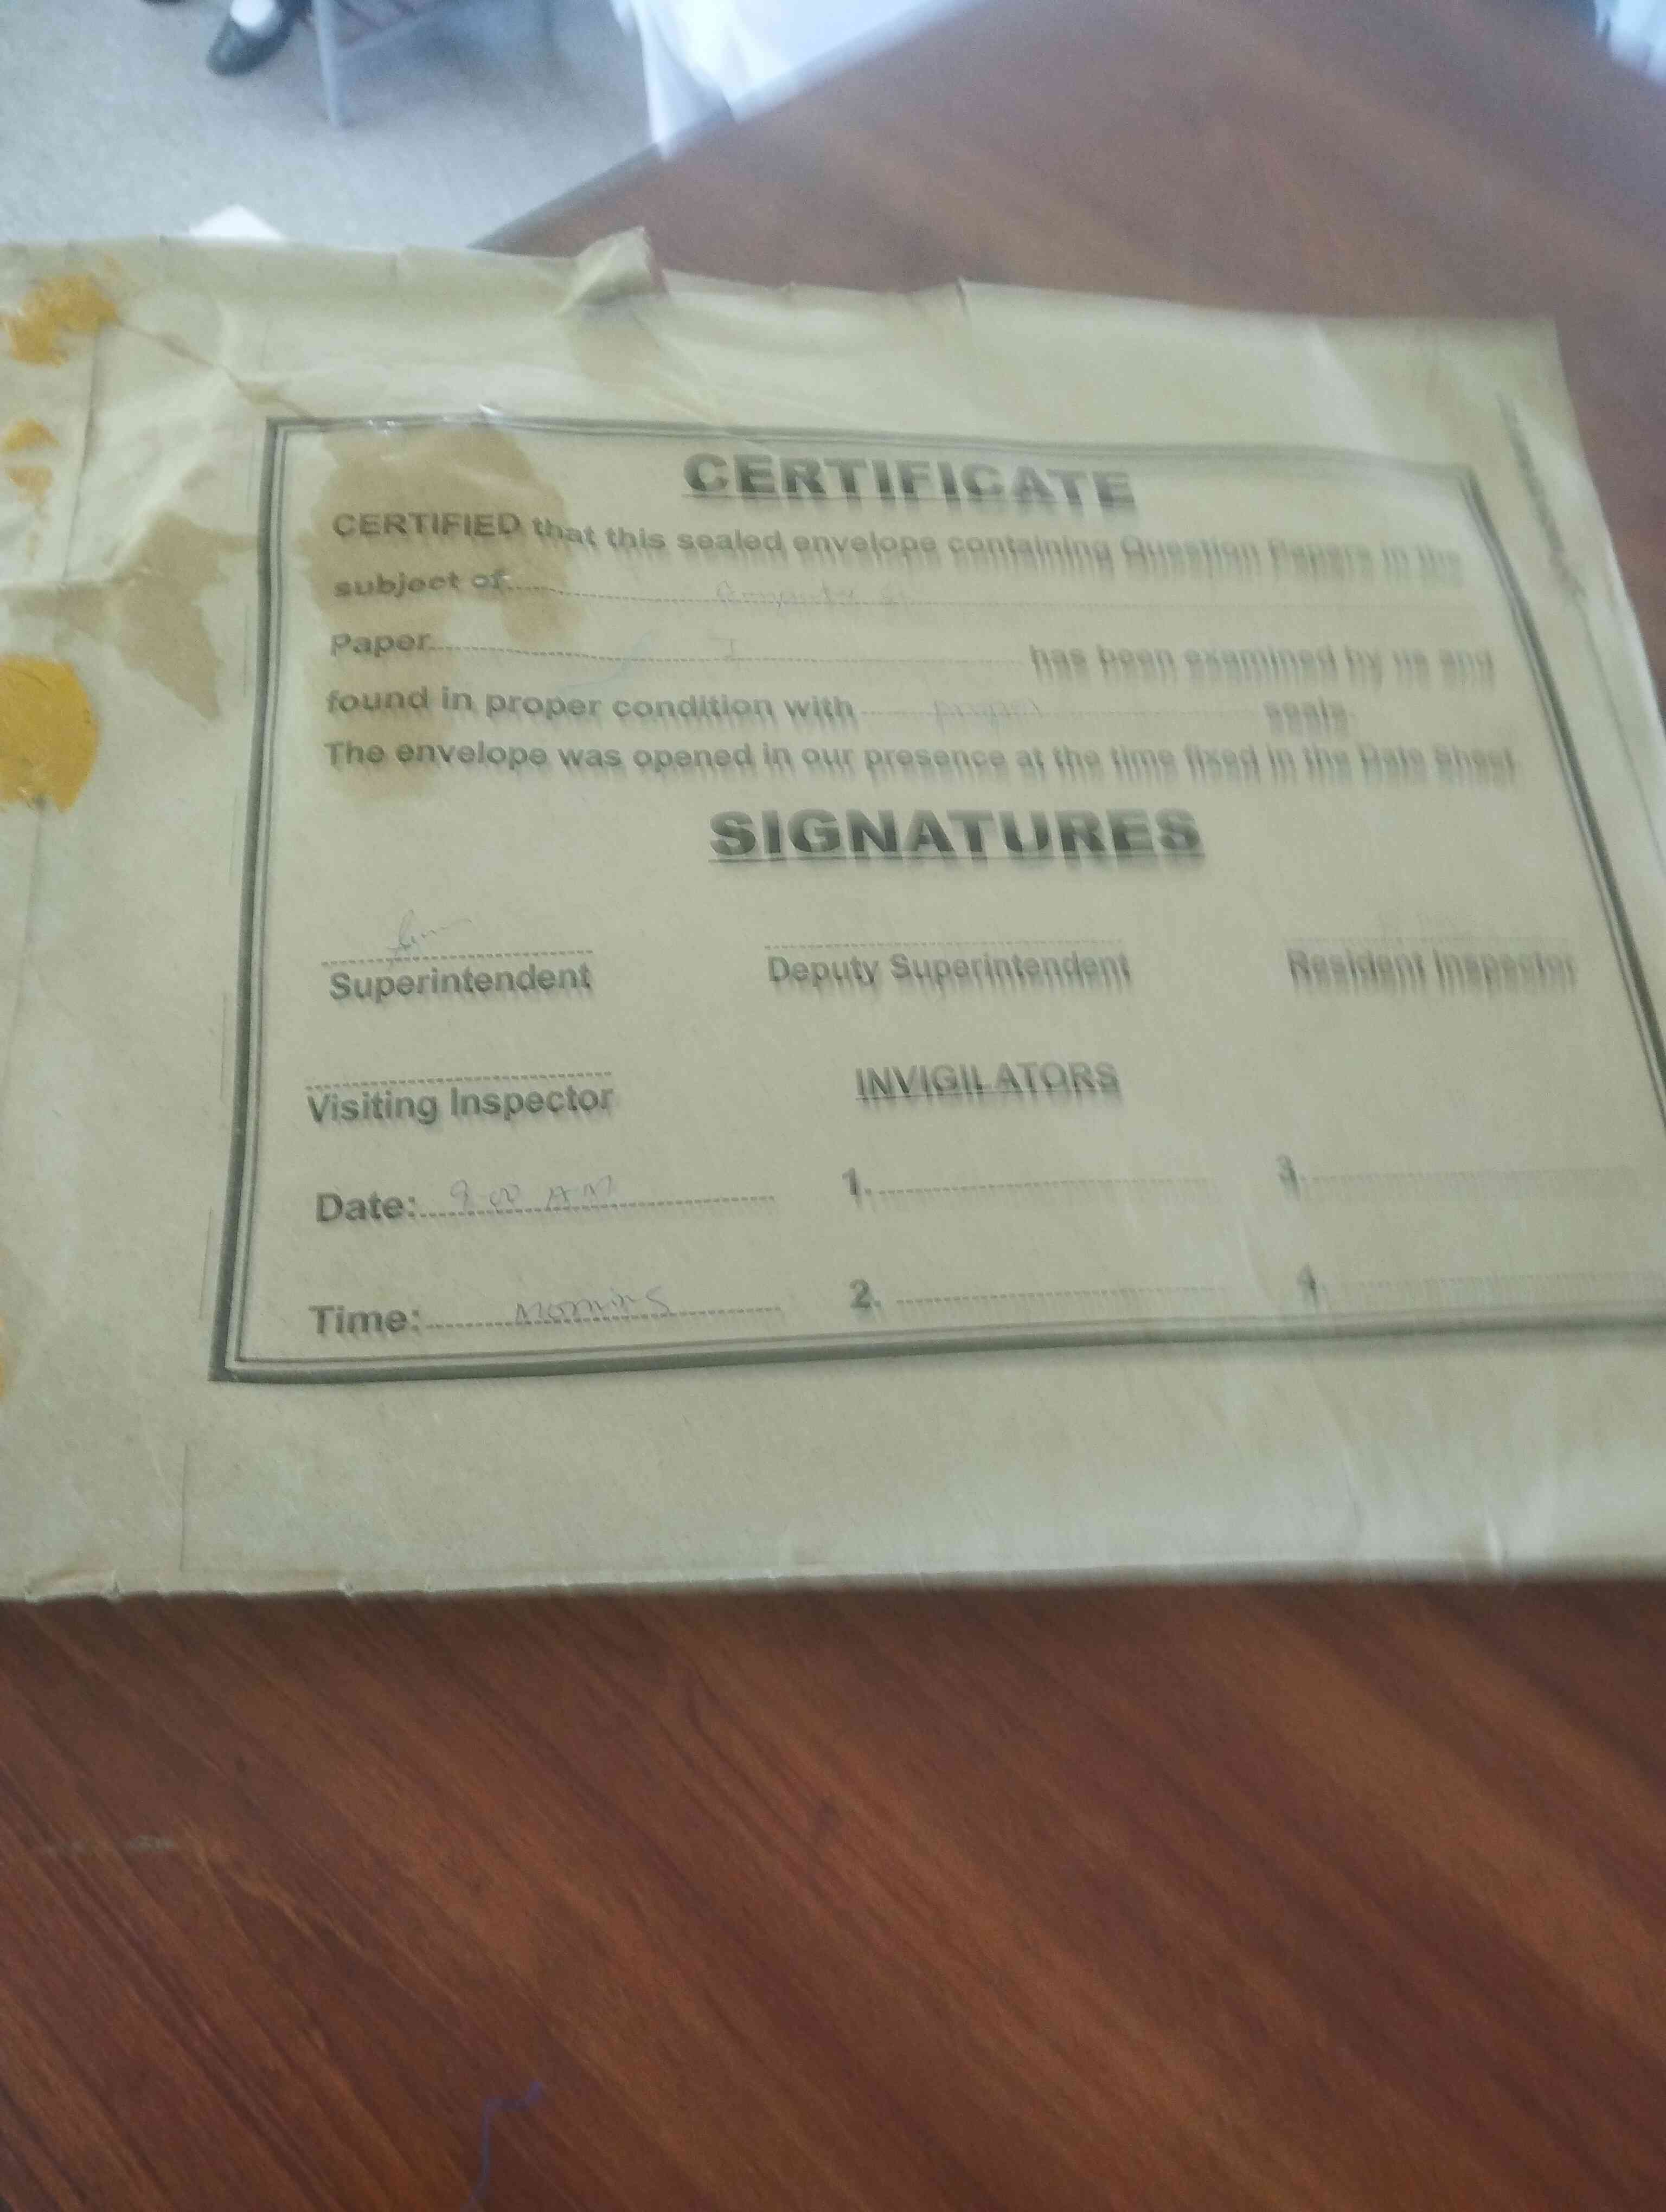 CERTIFICATE
CERTIFIED that this sealed envelope containing Question Papers in the
subject of
Paper I has been examined by us and
found in proper condition with proper seals.
The envelope was opened in our presence at the time fixed in the Date Sheet
SIGNATURES
Superintendent Deputy Superintendent Resident Inspector
Visiting Inspector INVIGILATORS
Date: 9.00 AM 1. 3.
Time: Morning 2. 4.